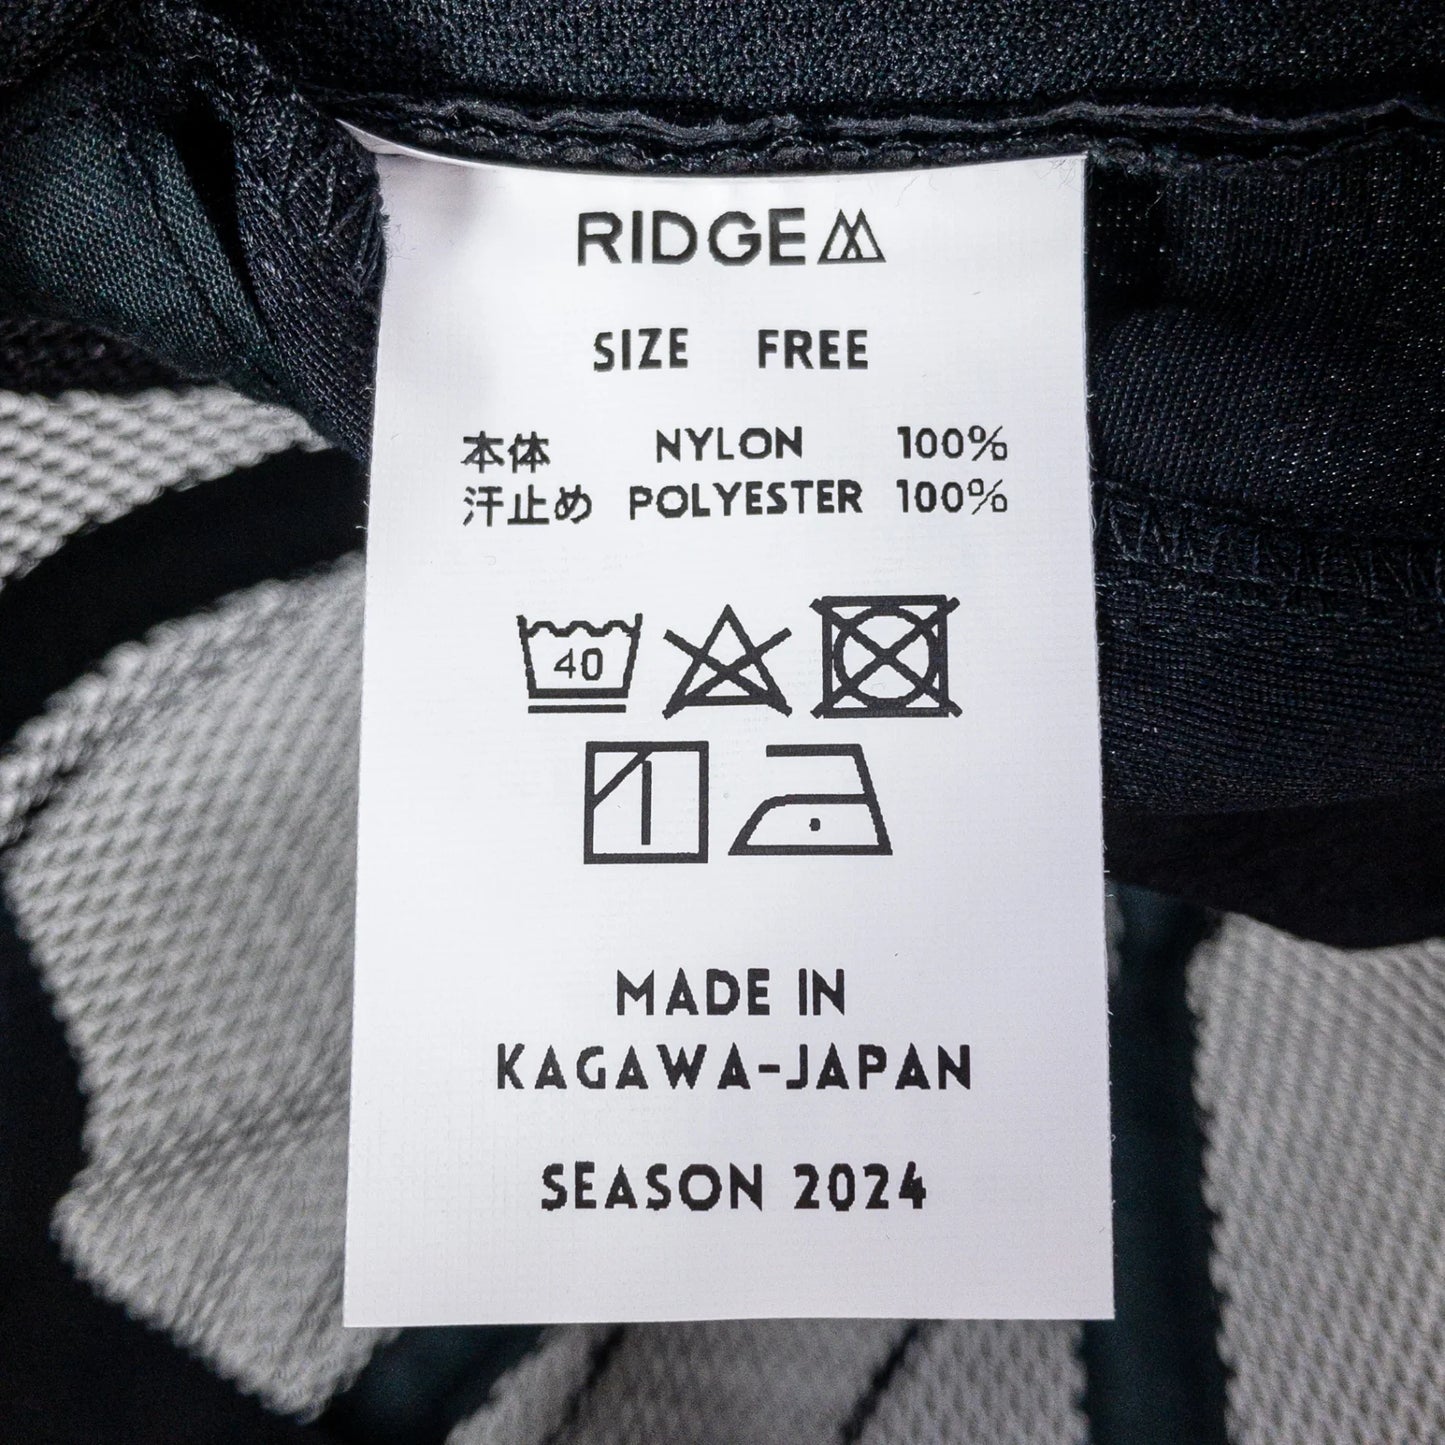 RIDGE
SIZE FREE
本体 NYLON 100%
汗止め POLYESTER 100%
40
MADE IN
KAGAWA-JAPAN
SEASON 2024